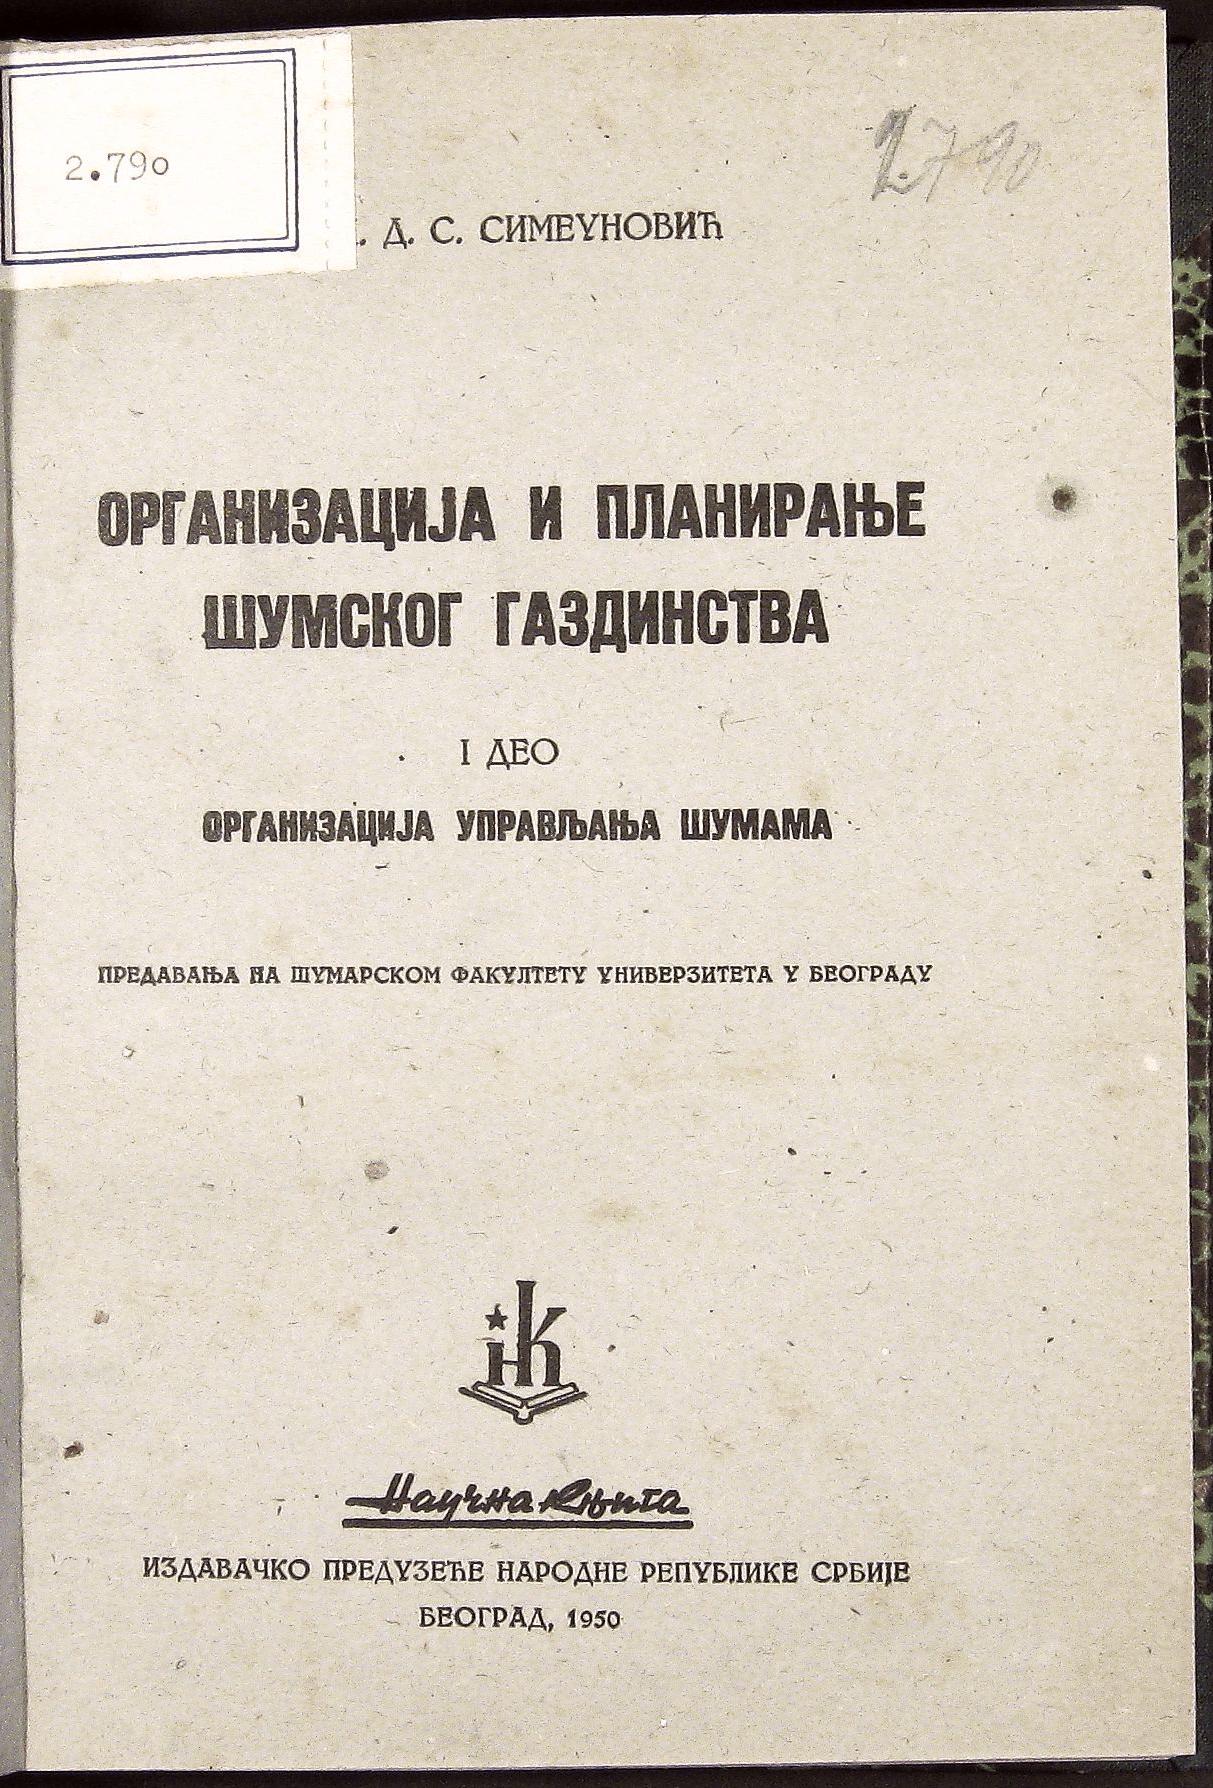 2.790
2.790
. Д. С. СИМЕУНОВИЋ
ОРГАНИЗАЦИЈА И ПЛАНИРАЊЕ
ШУМСКОГ ГАЗДИНСТВА
I ДЕО
ОРГАНИЗАЦИЈА УПРАВЉАЊА ШУМАМА
ПРЕДАВАЊА НА ШУМАРСКОМ ФАКУЛТЕТУ УНИВЕРЗИТЕТА У БЕОГРАДУ
НК
Научна књига
ИЗДАВАЧКО ПРЕДУЗЕЋЕ НАРОДНЕ РЕПУБЛИКЕ СРБИЈЕ
БЕОГРАД, 1950